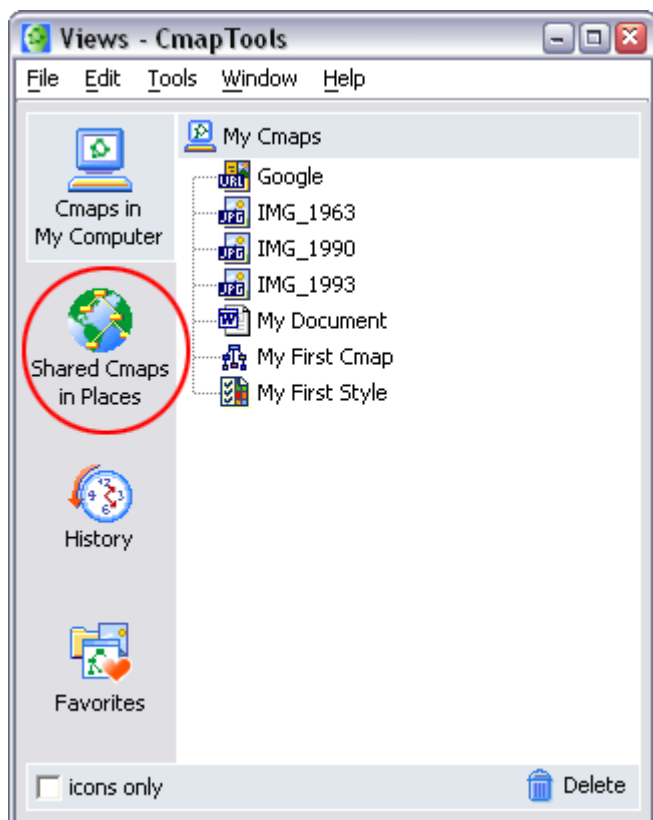 Views - CmapTools
File Edit Tools Window Help
Cmaps in
My Computer
Shared Cmaps
in Places
History
Favorites
My Cmaps
URL Google
JPG IMG_1963
JPG IMG_1990
JPG IMG_1993
W My Document
My First Cmap
My First Style
icons only
Delete